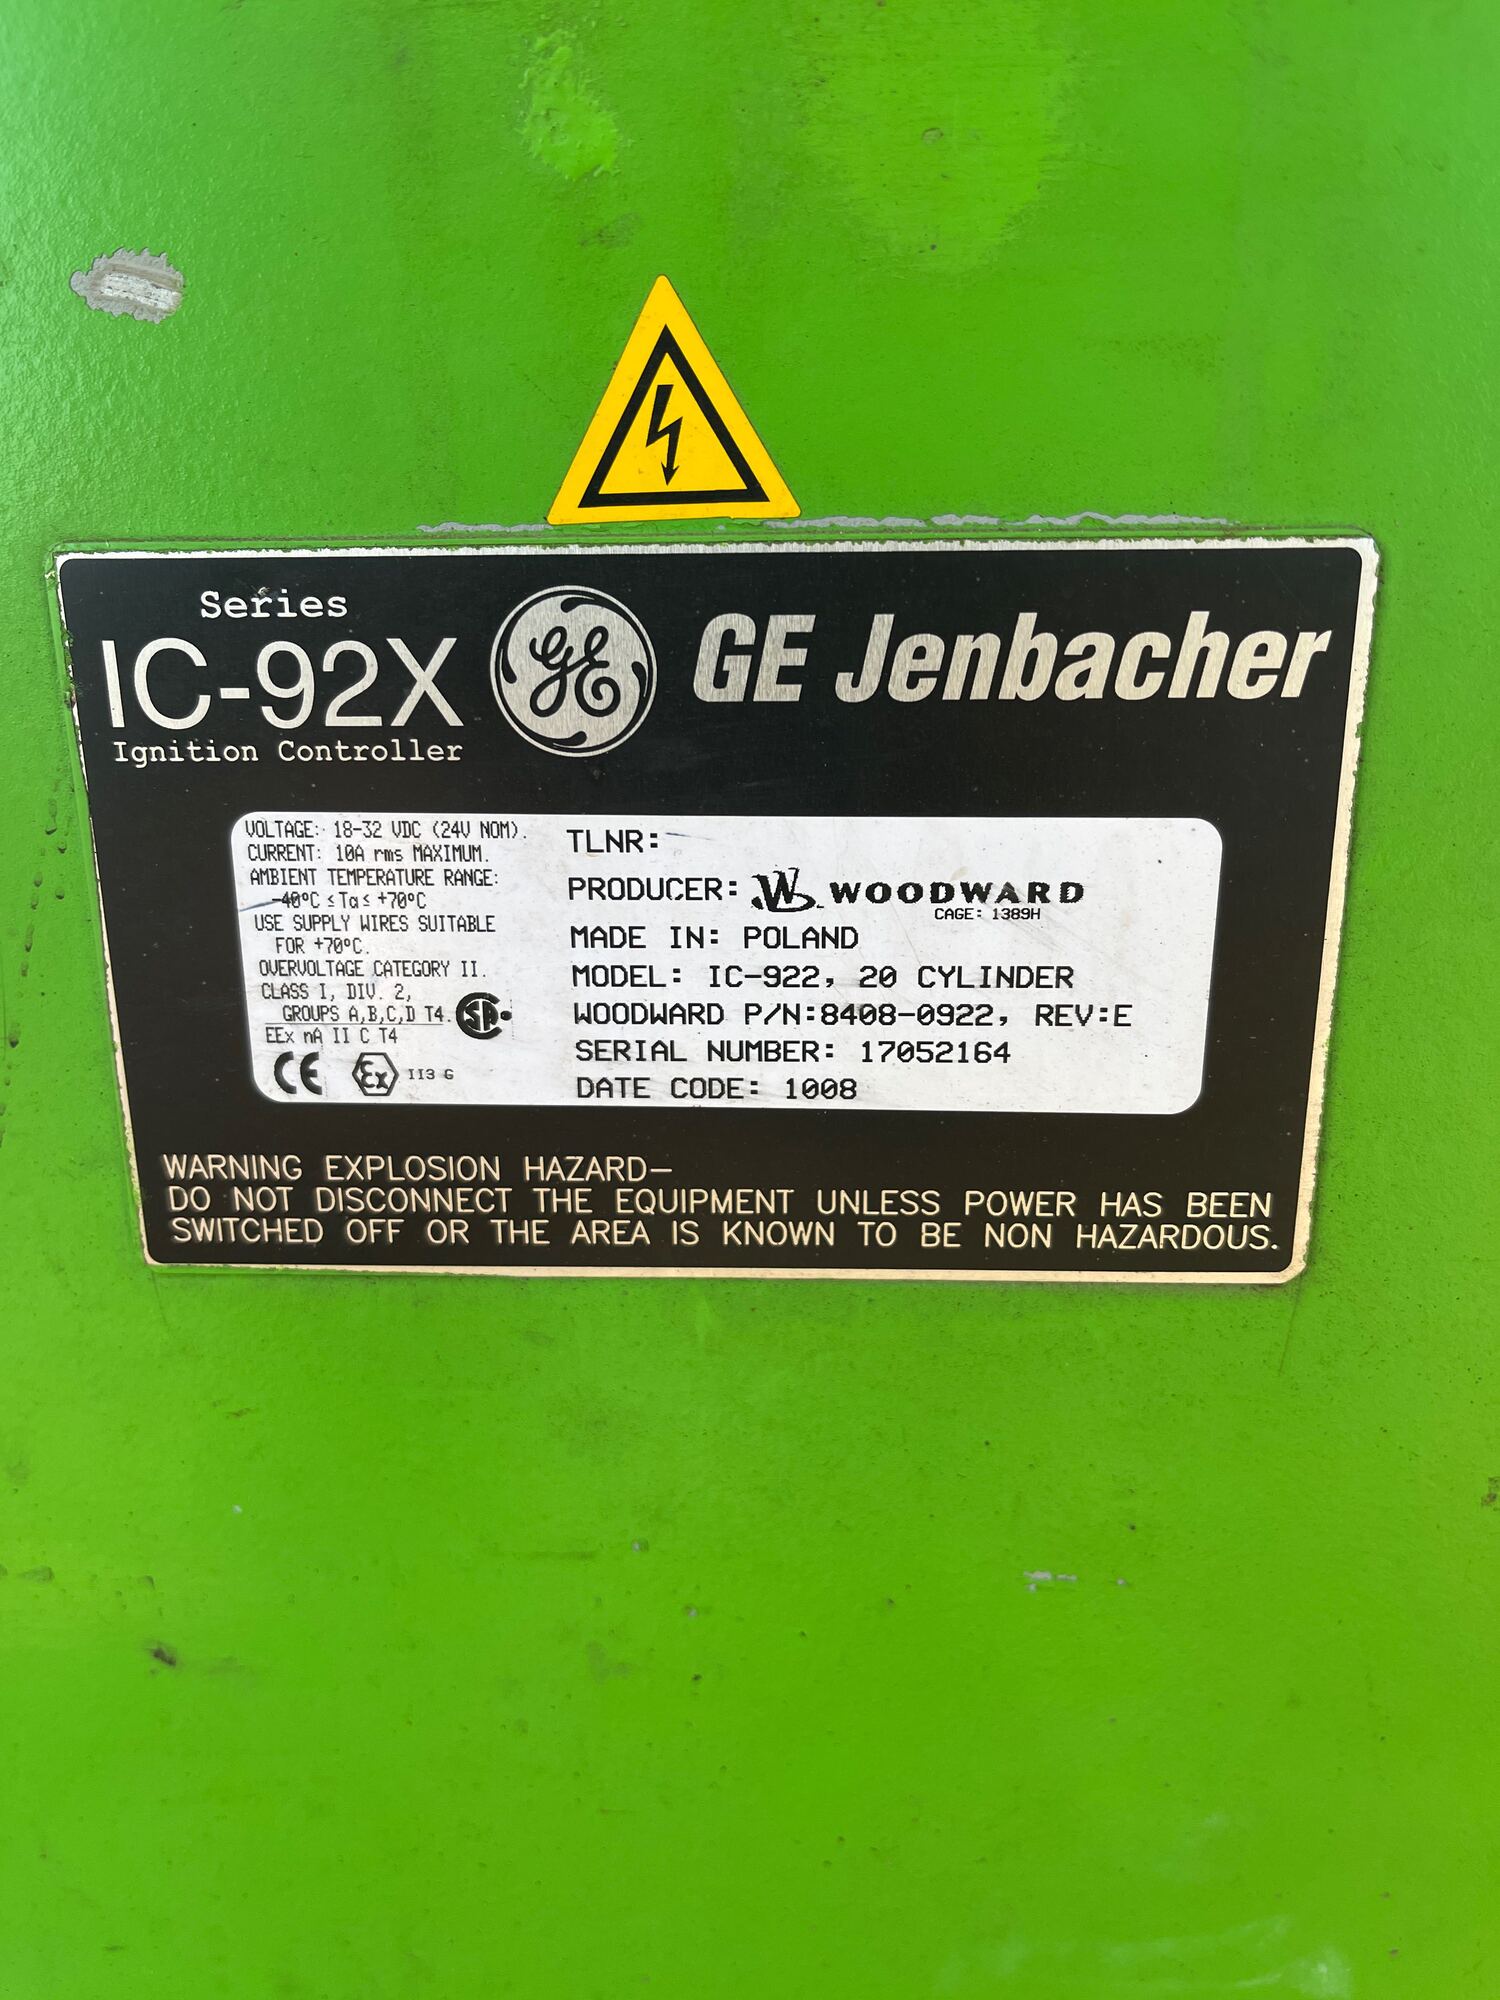 Series
IC-92X
Ignition Controller
GE
GE Jenbacher
VOLTAGE: 18-32 VDC (24V NOM).
CURRENT: 10A rms MAXIMUM.
AMBIENT TEMPERATURE RANGE:
-40°C ≤Ta≤ +70°C
USE SUPPLY WIRES SUITABLE
FOR +70°C.
OVERVOLTAGE CATEGORY II.
CLASS I, DIV. 2,
GROUPS A,B,C,D T4.
EEx nA II C T4
SA
CE Ex II3 G
TLNR:
PRODUCER: W WOODWARD
CAGE: 1389H
MADE IN: POLAND
MODEL: IC-922, 20 CYLINDER
WOODWARD P/N:8408-0922, REV:E
SERIAL NUMBER: 17052164
DATE CODE: 1008
WARNING EXPLOSION HAZARD—
DO NOT DISCONNECT THE EQUIPMENT UNLESS POWER HAS BEEN
SWITCHED OFF OR THE AREA IS KNOWN TO BE NON HAZARDOUS.